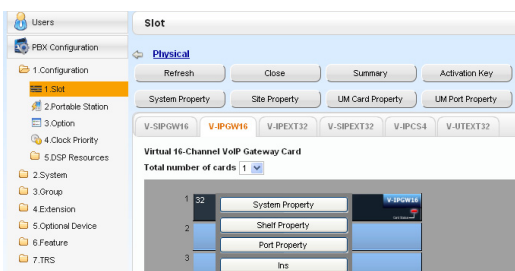 Users
PBX Configuration
1.Configuration
1.Slot
2.Portable Station
3.Option
4.Clock Priority
5.DSP Resources
2.System
3.Group
4.Extension
5.Optional Device
6.Feature
7.TRS
Slot
Physical
Refresh Close Summary Activation Key
System Property Site Property UM Card Property UM Port Property
V-SIPGW16 V-IPGW16 V-IPEXT32 V-SIPEXT32 V-IPCS4 V-UTEXT32
Virtual 16-Channel VoIP Gateway Card
Total number of cards 1
1 32 System Property V-IPGW16
Shelf Property
2
Port Property
3
Ins